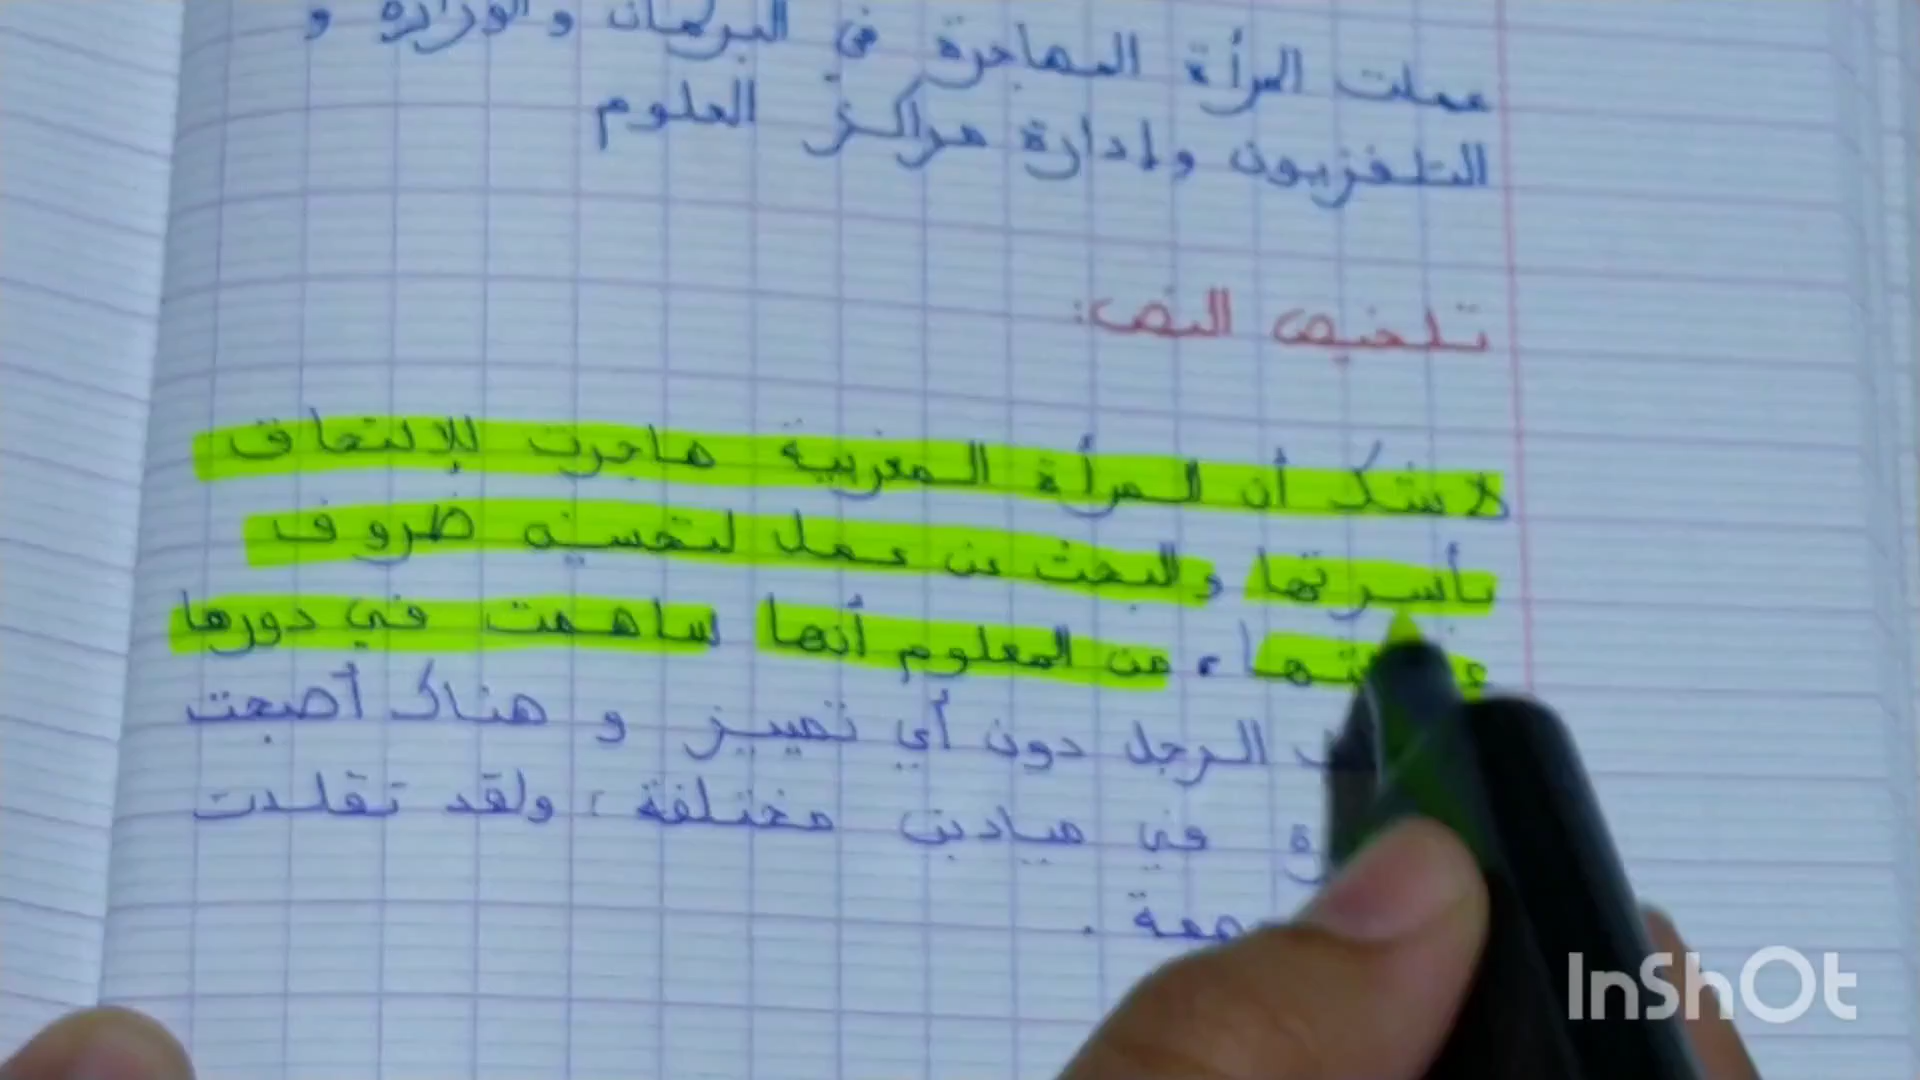 عملت المرأة المهاجرة في البرلمان والوزارة و
التلفزيون وإدارة مراكز العلوم
تلخيص النص:
لا شك أن المرأة المغربية هاجرت للإلتحاق
بأسرتها والبحث عن عمل لتحسين ظروف
، من المعلوم أنها ساهمت في دورها
الرجل دون أي تمييز و هناك أصبحت
في ميادين مختلفة، ولقد تقلدت
InShOt